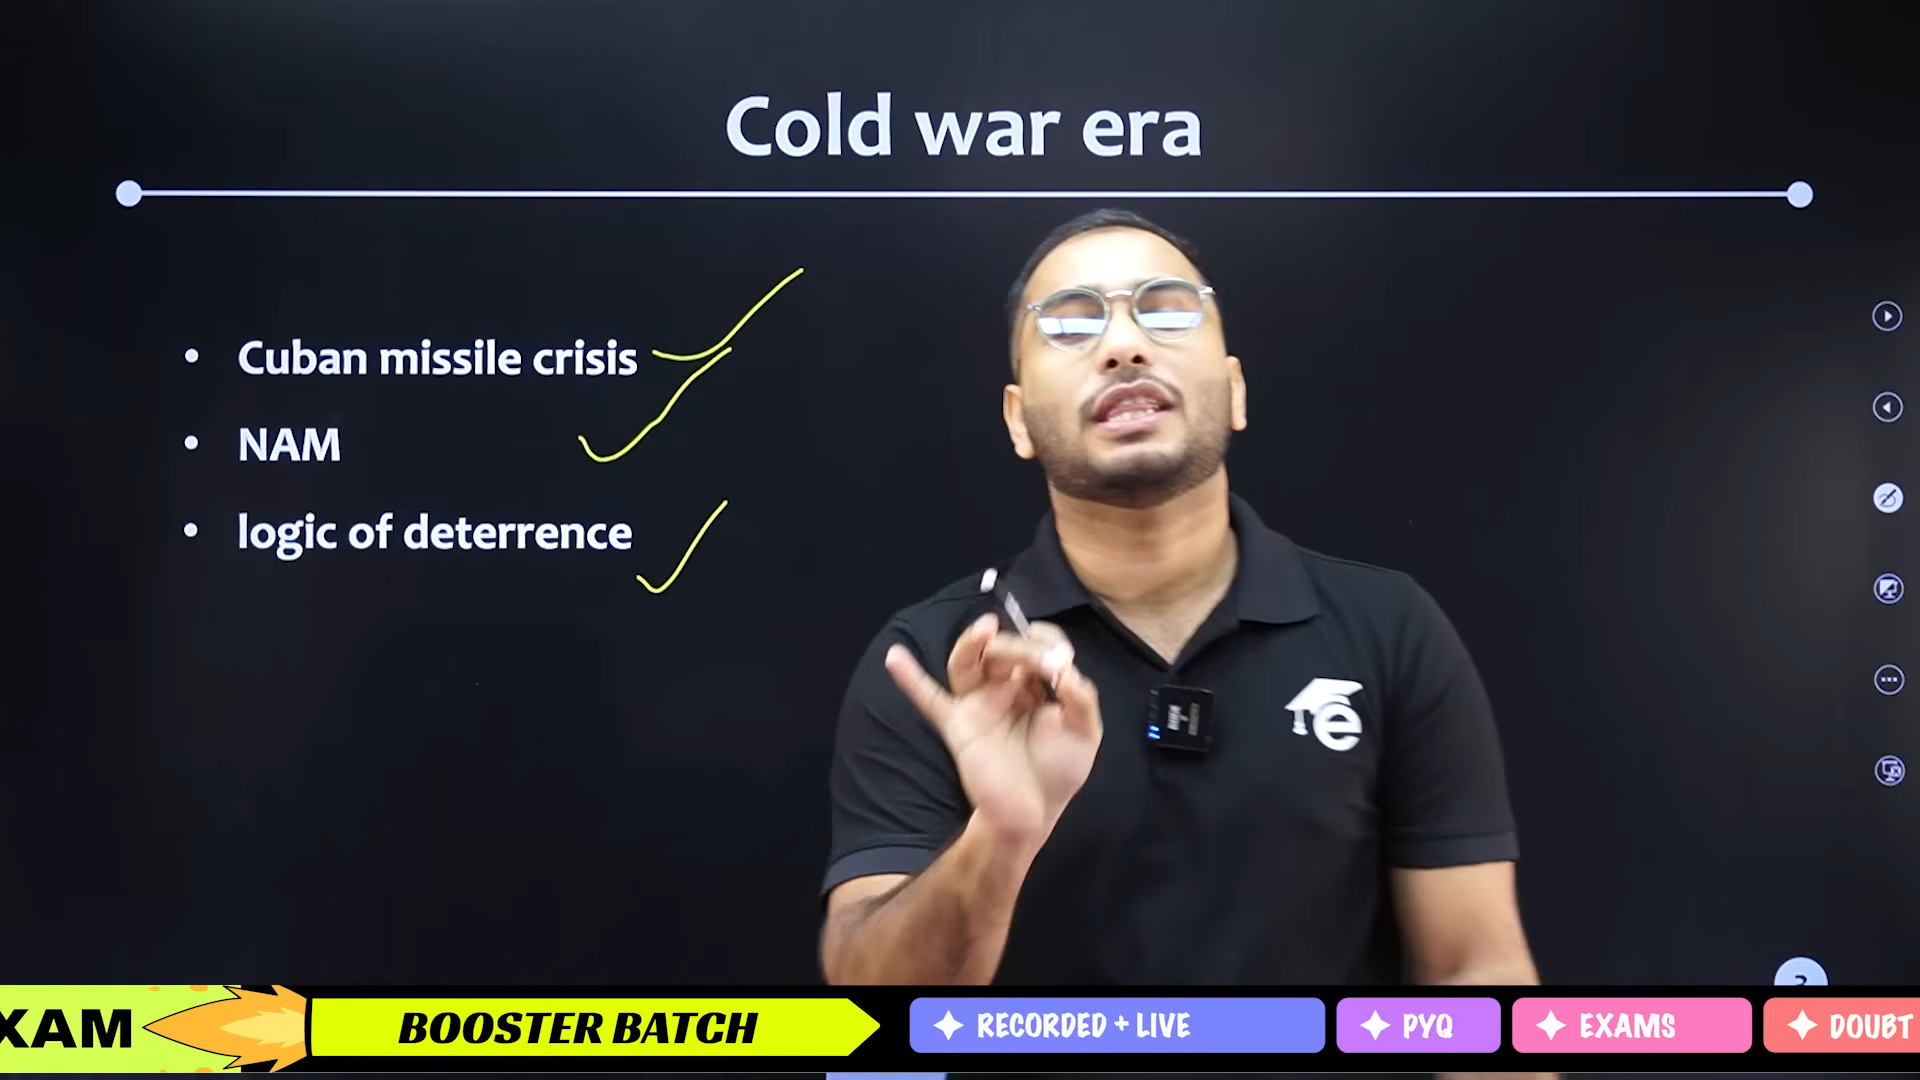 Cold war era
• Cuban missile crisis
• NAM
• logic of deterrence
e
XAM
BOOSTER BATCH
RECORDED + LIVE
PYQ
EXAMS
DOUBT